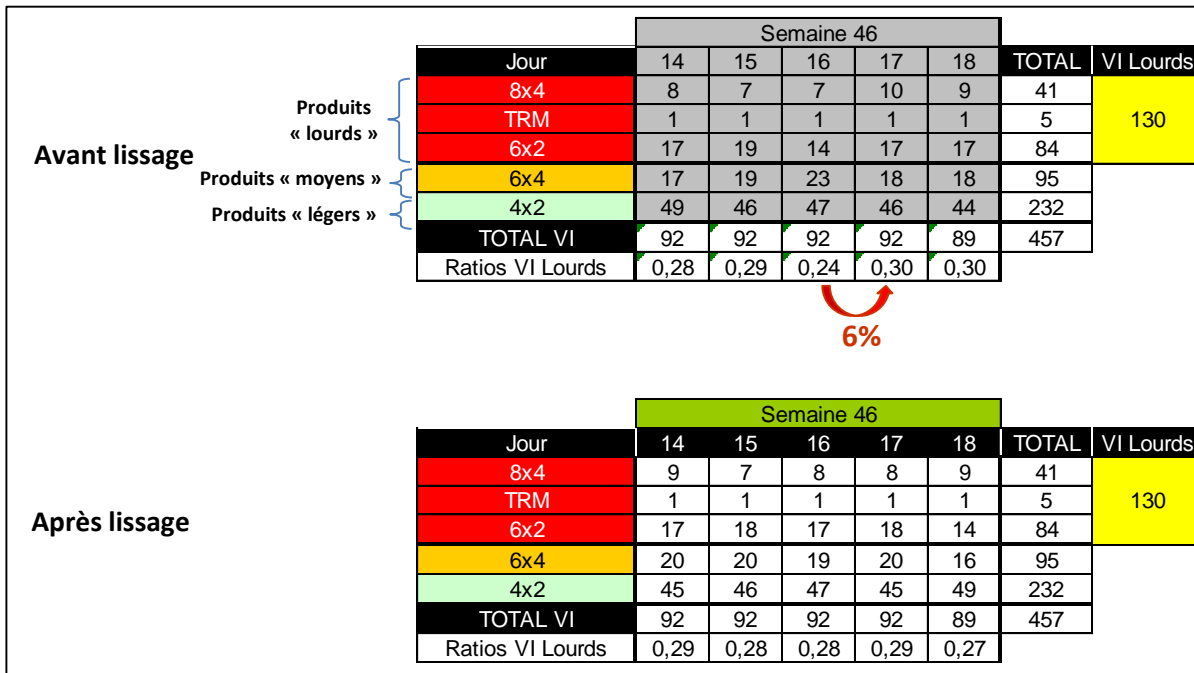 Semaine 46
Jour 14 15 16 17 18 TOTAL VI Lourds
Produits « lourds »
8x4 8 7 7 10 9 41
TRM 1 1 1 1 1 5 130
6x2 17 19 14 17 17 84
Avant lissage
Produits « moyens » 6x4 17 19 23 18 18 95
Produits « légers » 4x2 49 46 47 46 44 232
TOTAL VI 92 92 92 92 89 457
Ratios VI Lourds 0,28 0,29 0,24 0,30 0,30
6%
Semaine 46
Jour 14 15 16 17 18 TOTAL VI Lourds
8x4 9 7 8 8 9 41
TRM 1 1 1 1 1 5 130
Après lissage
6x2 17 18 17 18 14 84
6x4 20 20 19 20 16 95
4x2 45 46 47 45 49 232
TOTAL VI 92 92 92 92 89 457
Ratios VI Lourds 0,29 0,28 0,28 0,29 0,27